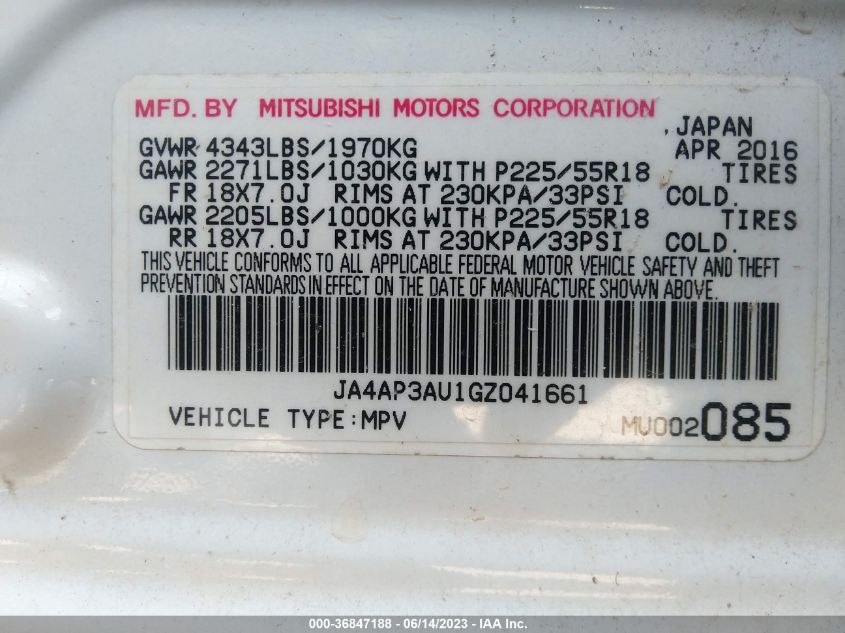 MFD. BY MITSUBISHI MOTORS CORPORATION
, JAPAN
GVWR 4343LBS/1970KG APR 2016
GAWR 2271LBS/1030KG WITH P225/55R18 TIRES
FR 18X7.0J RIMS AT 230KPA/33PSI COLD.
GAWR 2205LBS/1000KG WITH P225/55R18 TIRES
RR 18X7.0J RIMS AT 230KPA/33PSI COLD.
THIS VEHICLE CONFORMS TO ALL APPLICABLE FEDERAL MOTOR VEHICLE SAFETY AND THEFT
PREVENTION STANDARDS IN EFFECT ON THE DATE OF MANUFACTURE SHOWN ABOVE.
JA4AP3AU1GZ041661
VEHICLE TYPE:MPV MU002085
000-36847188 - 06/14/2023 - IAA Inc.